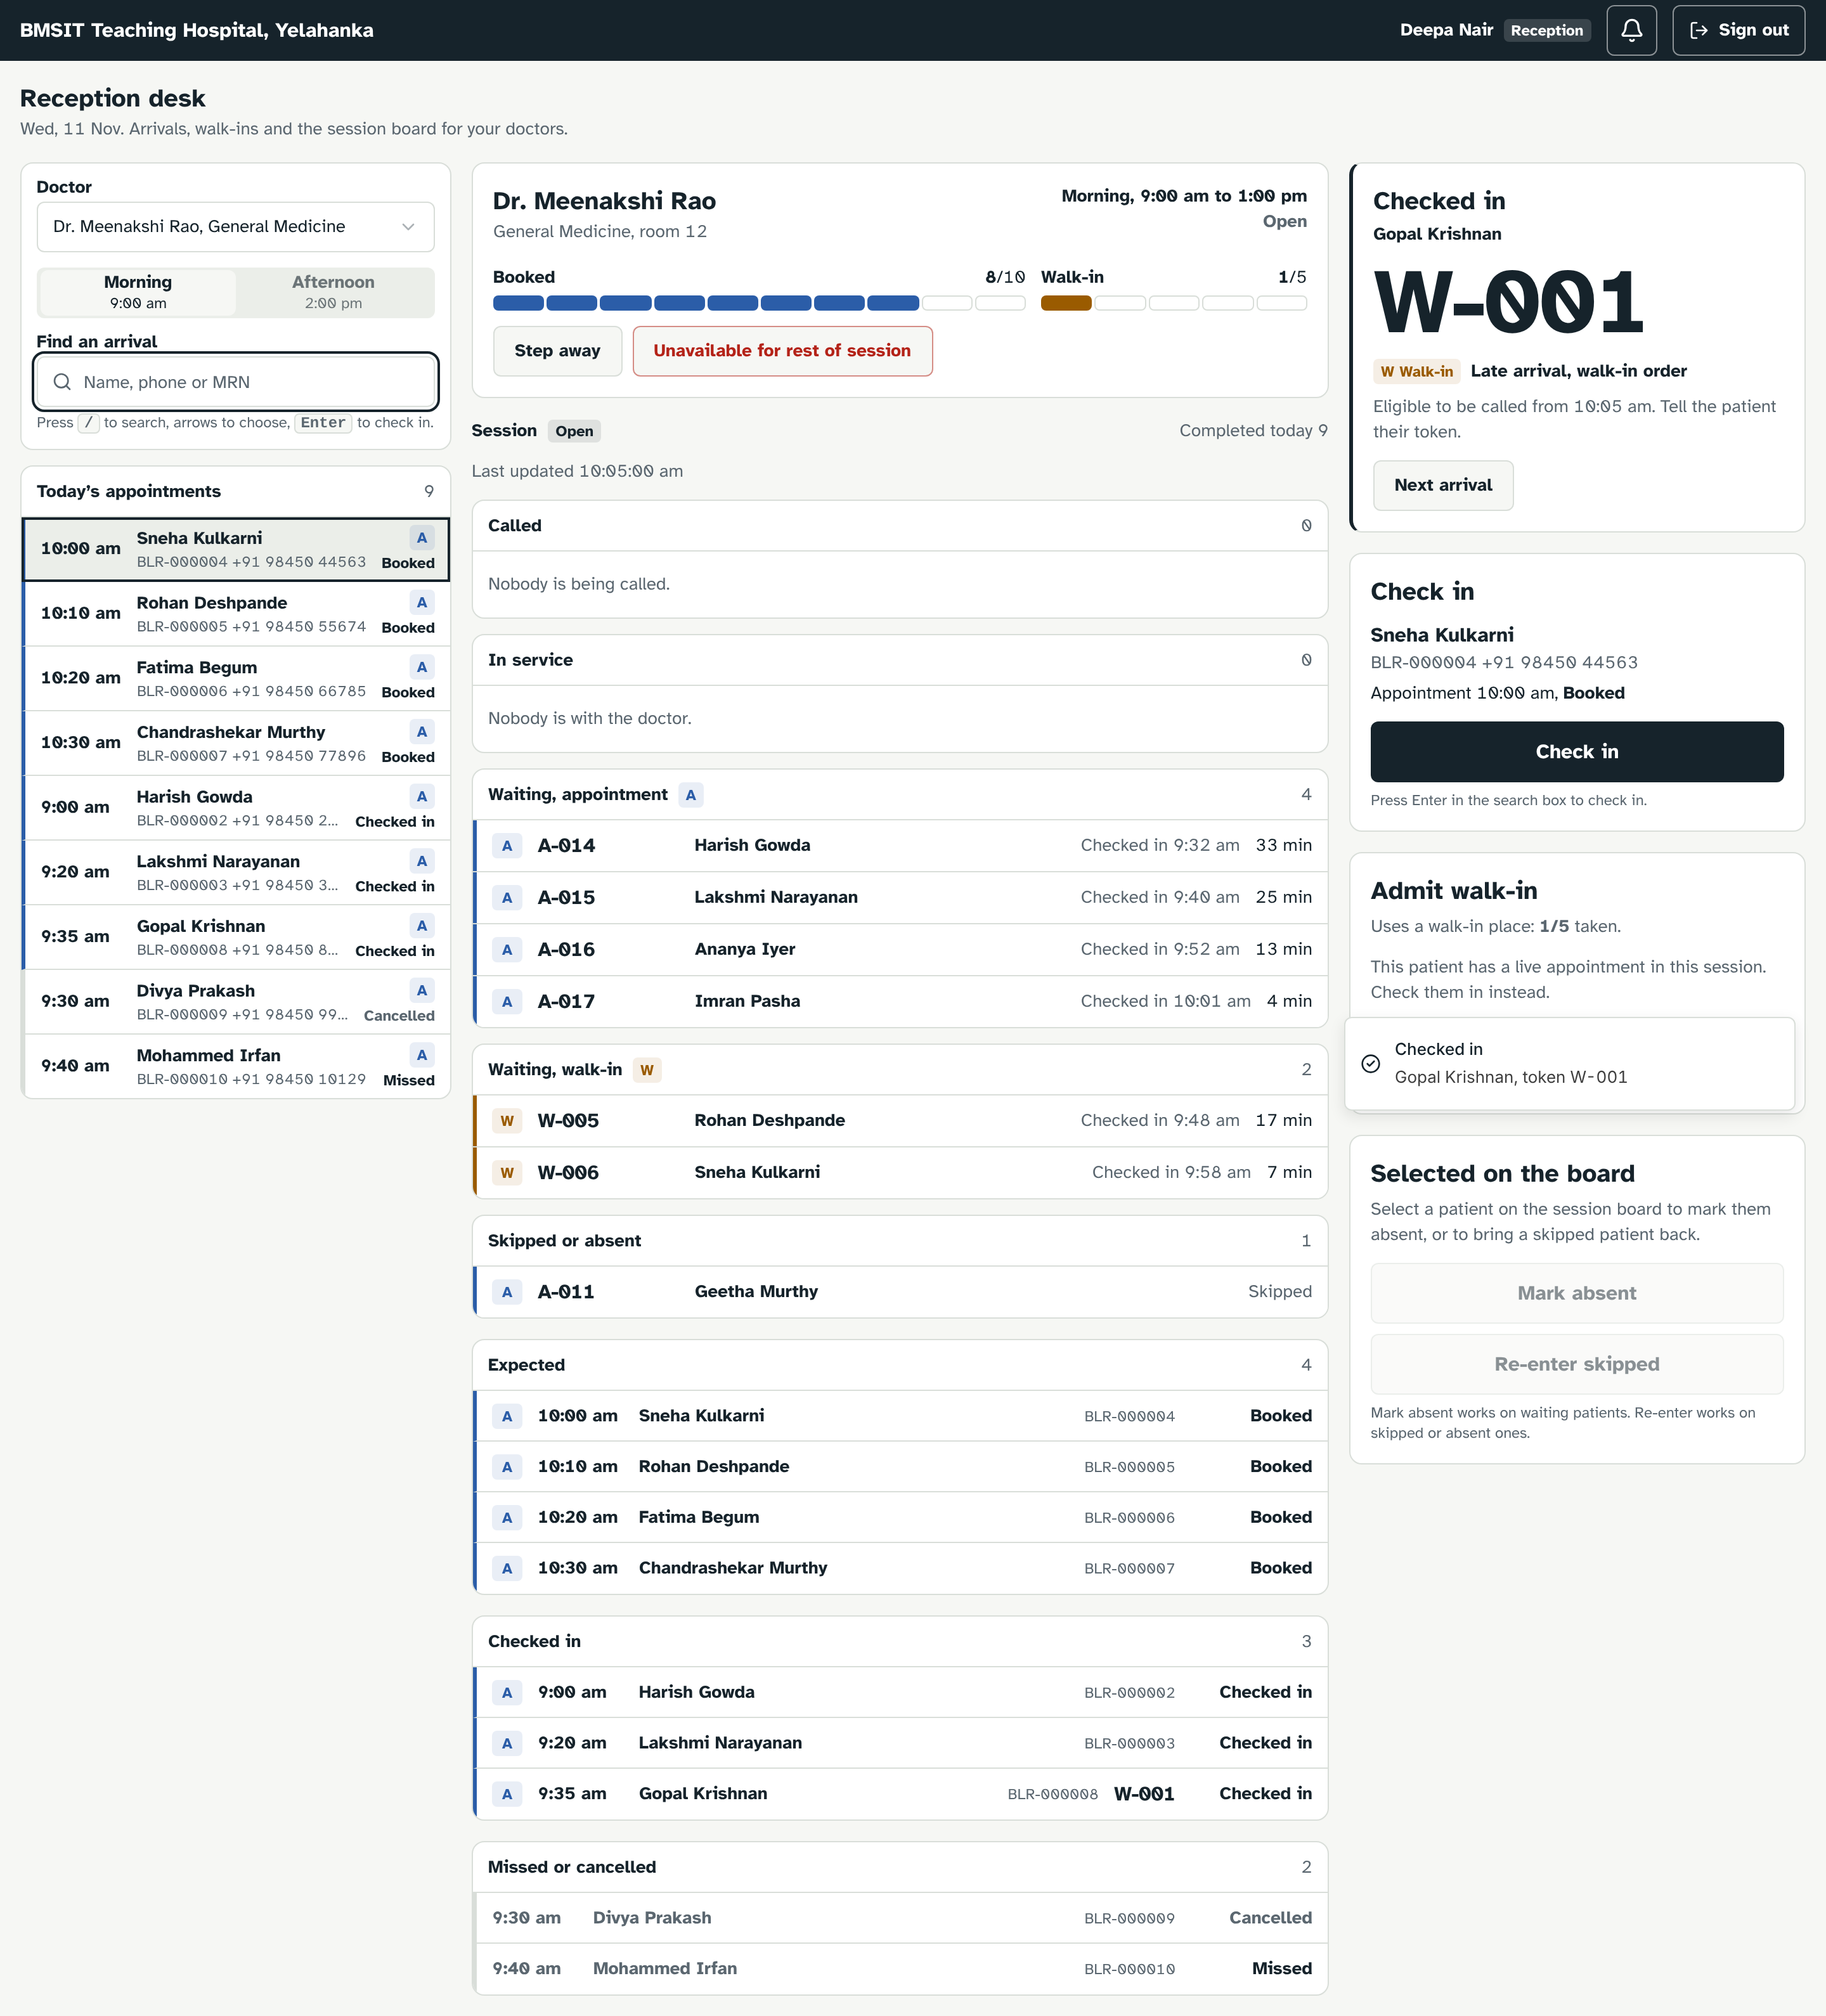 BMSIT Teaching Hospital, Yelahanka
Deepa Nair Reception Sign out
Reception desk
Wed, 11 Nov. Arrivals, walk-ins and the session board for your doctors.
Doctor
Dr. Meenakshi Rao, General Medicine
Morning
9:00 am
Afternoon
2:00 pm
Find an arrival
Name, phone or MRN
Press / to search, arrows to choose, Enter to check in.
Today's appointments 9
10:00 am Sneha Kulkarni A
BLR-000004 +91 98450 44563 Booked
10:10 am Rohan Deshpande A
BLR-000005 +91 98450 55674 Booked
10:20 am Fatima Begum A
BLR-000006 +91 98450 66785 Booked
10:30 am Chandrashekar Murthy A
BLR-000007 +91 98450 77896 Booked
9:00 am Harish Gowda A
BLR-000002 +91 98450 2... Checked in
9:20 am Lakshmi Narayanan A
BLR-000003 +91 98450 3... Checked in
9:35 am Gopal Krishnan A
BLR-000008 +91 98450 8... Checked in
9:30 am Divya Prakash A
BLR-000009 +91 98450 99... Cancelled
9:40 am Mohammed Irfan A
BLR-000010 +91 98450 10129 Missed
Dr. Meenakshi Rao
General Medicine, room 12
Morning, 9:00 am to 1:00 pm
Open
Booked 8/10 Walk-in 1/5
Step away Unavailable for rest of session
Session Open Completed today 9
Last updated 10:05:00 am
Called 0
Nobody is being called.
In service 0
Nobody is with the doctor.
Waiting, appointment A 4
A A-014 Harish Gowda Checked in 9:32 am 33 min
A A-015 Lakshmi Narayanan Checked in 9:40 am 25 min
A A-016 Ananya Iyer Checked in 9:52 am 13 min
A A-017 Imran Pasha Checked in 10:01 am 4 min
Waiting, walk-in W 2
W W-005 Rohan Deshpande Checked in 9:48 am 17 min
W W-006 Sneha Kulkarni Checked in 9:58 am 7 min
Skipped or absent 1
A A-011 Geetha Murthy Skipped
Expected 4
A 10:00 am Sneha Kulkarni BLR-000004 Booked
A 10:10 am Rohan Deshpande BLR-000005 Booked
A 10:20 am Fatima Begum BLR-000006 Booked
A 10:30 am Chandrashekar Murthy BLR-000007 Booked
Checked in 3
A 9:00 am Harish Gowda BLR-000002 Checked in
A 9:20 am Lakshmi Narayanan BLR-000003 Checked in
A 9:35 am Gopal Krishnan BLR-000008 W-001 Checked in
Missed or cancelled 2
9:30 am Divya Prakash BLR-000009 Cancelled
9:40 am Mohammed Irfan BLR-000010 Missed
Checked in
Gopal Krishnan
W-001
W Walk-in Late arrival, walk-in order
Eligible to be called from 10:05 am. Tell the patient
their token.
Next arrival
Check in
Sneha Kulkarni
BLR-000004 +91 98450 44563
Appointment 10:00 am, Booked
Check in
Press Enter in the search box to check in.
Admit walk-in
Uses a walk-in place: 1/5 taken.
This patient has a live appointment in this session.
Check them in instead.
Checked in
Gopal Krishnan, token W-001
Selected on the board
Select a patient on the session board to mark them
absent, or to bring a skipped patient back.
Mark absent
Re-enter skipped
Mark absent works on waiting patients. Re-enter works on
skipped or absent ones.